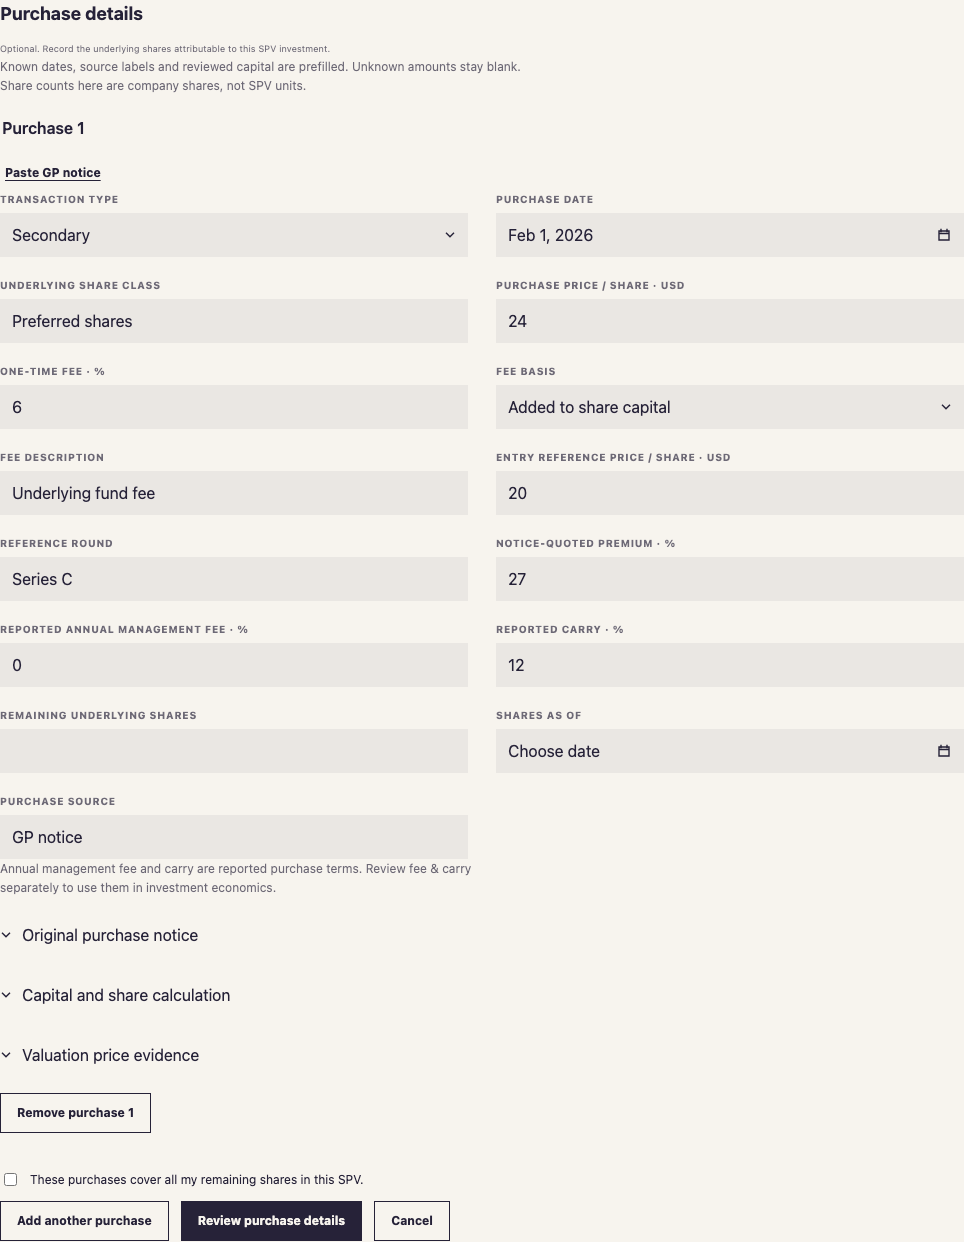 Purchase details
Optional. Record the underlying shares attributable to this SPV investment.
Known dates, source labels and reviewed capital are prefilled. Unknown amounts stay blank.
Share counts here are company shares, not SPV units.
Purchase 1
Paste GP notice
TRANSACTION TYPE
Secondary
PURCHASE DATE
Feb 1, 2026
UNDERLYING SHARE CLASS
Preferred shares
PURCHASE PRICE / SHARE · USD
24
ONE-TIME FEE · %
6
FEE BASIS
Added to share capital
FEE DESCRIPTION
Underlying fund fee
ENTRY REFERENCE PRICE / SHARE · USD
20
REFERENCE ROUND
Series C
NOTICE-QUOTED PREMIUM · %
27
REPORTED ANNUAL MANAGEMENT FEE · %
0
REPORTED CARRY · %
12
REMAINING UNDERLYING SHARES
SHARES AS OF
Choose date
PURCHASE SOURCE
GP notice
Annual management fee and carry are reported purchase terms. Review fee & carry
separately to use them in investment economics.
Original purchase notice
Capital and share calculation
Valuation price evidence
Remove purchase 1
These purchases cover all my remaining shares in this SPV.
Add another purchase
Review purchase details
Cancel